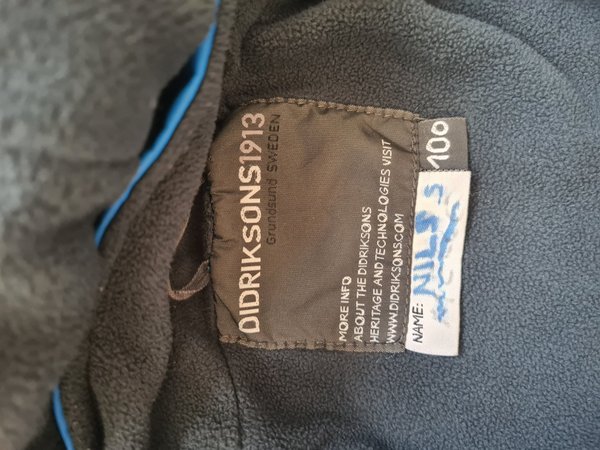 DIDRIKSONS1913
Grundsund SWEDEN
MORE INFO
ABOUT THE DIDRIKSONS
HERITAGE AND TECHNOLOGIES VISIT
WWW.DIDRIKSONS.COM
100
NAME: NILS S